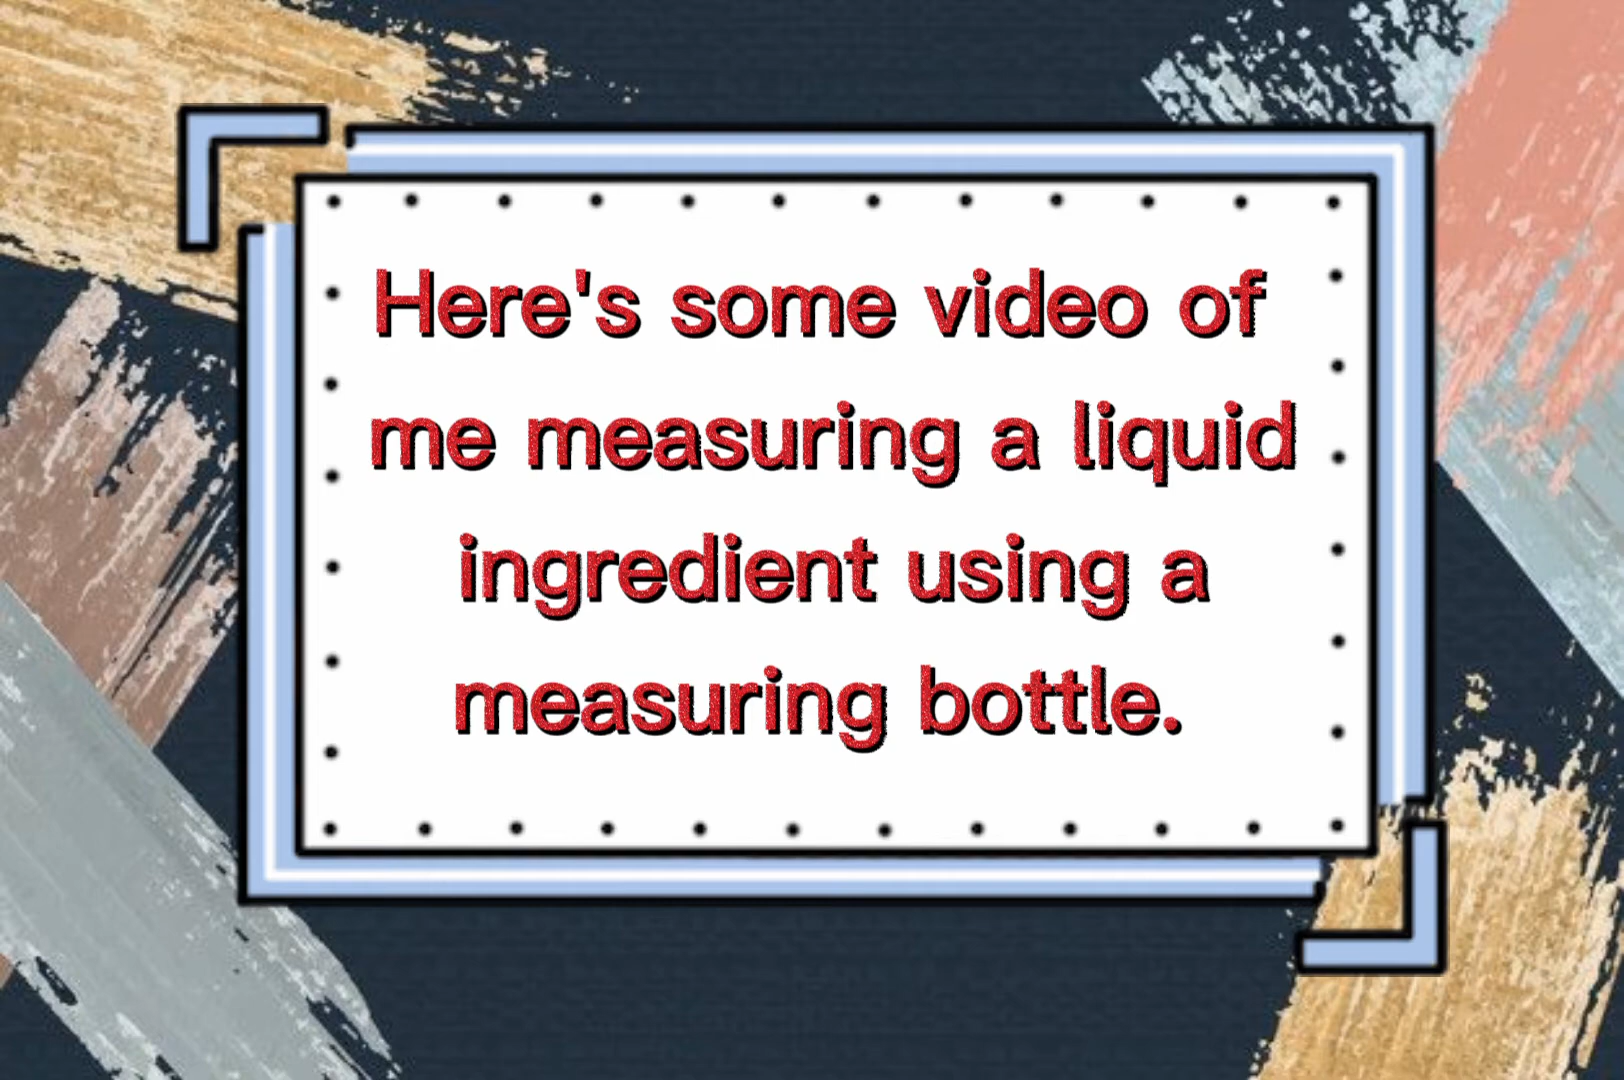 Here's some video of
me measuring a liquid
ingredient using a
measuring bottle.